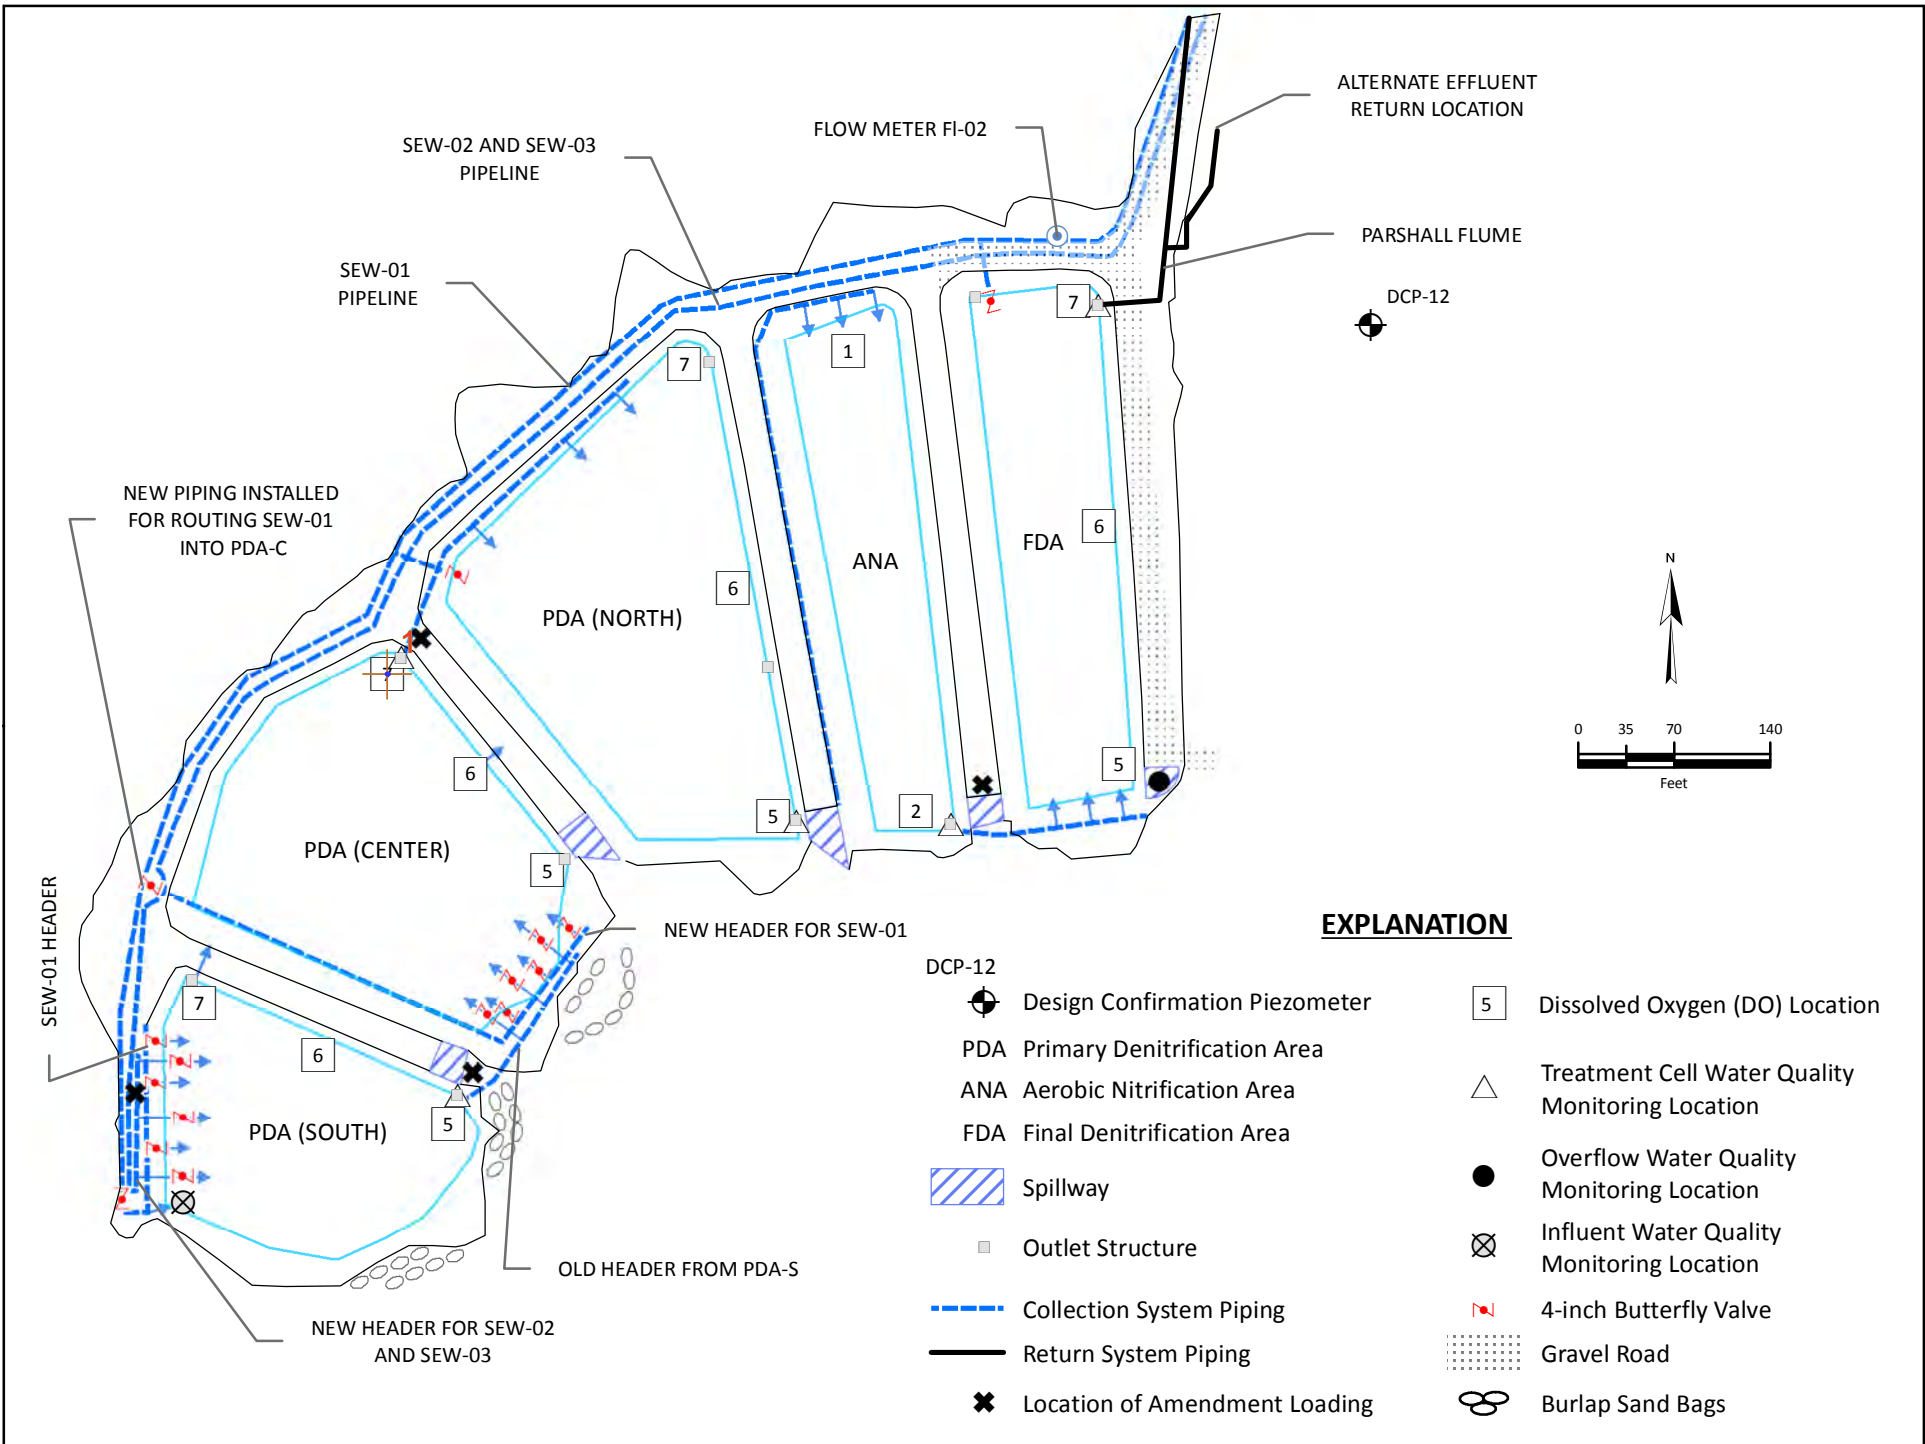 ALTERNATE EFFLUENT
RETURN LOCATION
FLOW METER FI-02
SEW-02 AND SEW-03
PIPELINE
PARSHALL FLUME
SEW-01
PIPELINE
DCP-12
7
7
1
NEW PIPING INSTALLED
FOR ROUTING SEW-01
INTO PDA-C
6
FDA
ANA
N
6
PDA (NORTH)
1
7
0 35 70 140
Feet
6
5
5
2
PDA (CENTER)
5
SEW-01 HEADER
NEW HEADER FOR SEW-01
7
6
PDA (SOUTH)
5
OLD HEADER FROM PDA-S
NEW HEADER FOR SEW-02
AND SEW-03
EXPLANATION
DCP-12
Design Confirmation Piezometer
PDA Primary Denitrification Area
ANA Aerobic Nitrification Area
FDA Final Denitrification Area
Spillway
Outlet Structure
Collection System Piping
Return System Piping
Location of Amendment Loading
5 Dissolved Oxygen (DO) Location
Treatment Cell Water Quality
Monitoring Location
Overflow Water Quality
Monitoring Location
Influent Water Quality
Monitoring Location
4-inch Butterfly Valve
Gravel Road
Burlap Sand Bags